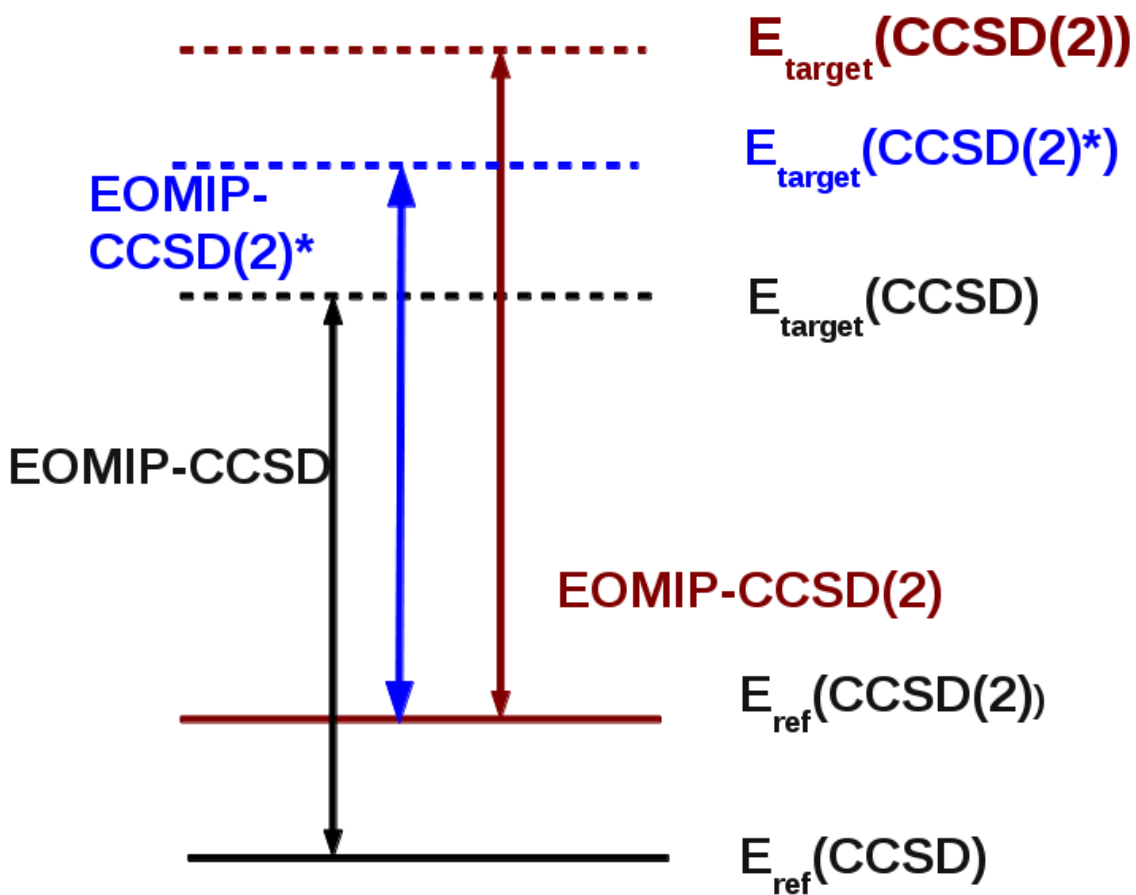 E_target(CCSD(2))
E_target(CCSD(2)*)
EOMIP-
CCSD(2)*
E_target(CCSD)
EOMIP-CCSD
EOMIP-CCSD(2)
E_ref(CCSD(2))
E_ref(CCSD)